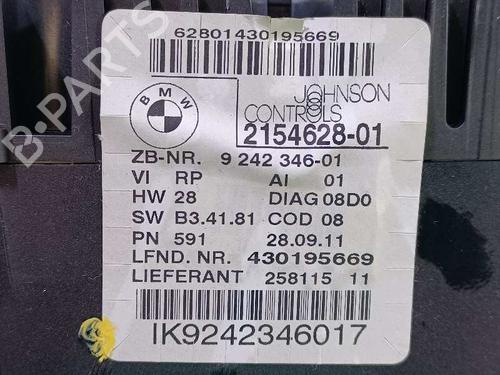 62801430195669
BMW
JOHNSON
CONTROLS
2154628-01
ZB-NR. 9 242 346-01
VI RP AI 01
HW 28 DIAG 08D0
SW B3.41.81 COD 08
PN 591 28.09.11
LFND. NR. 430195669
LIEFERANT 258115 11
IK9242346017
B-PARTS